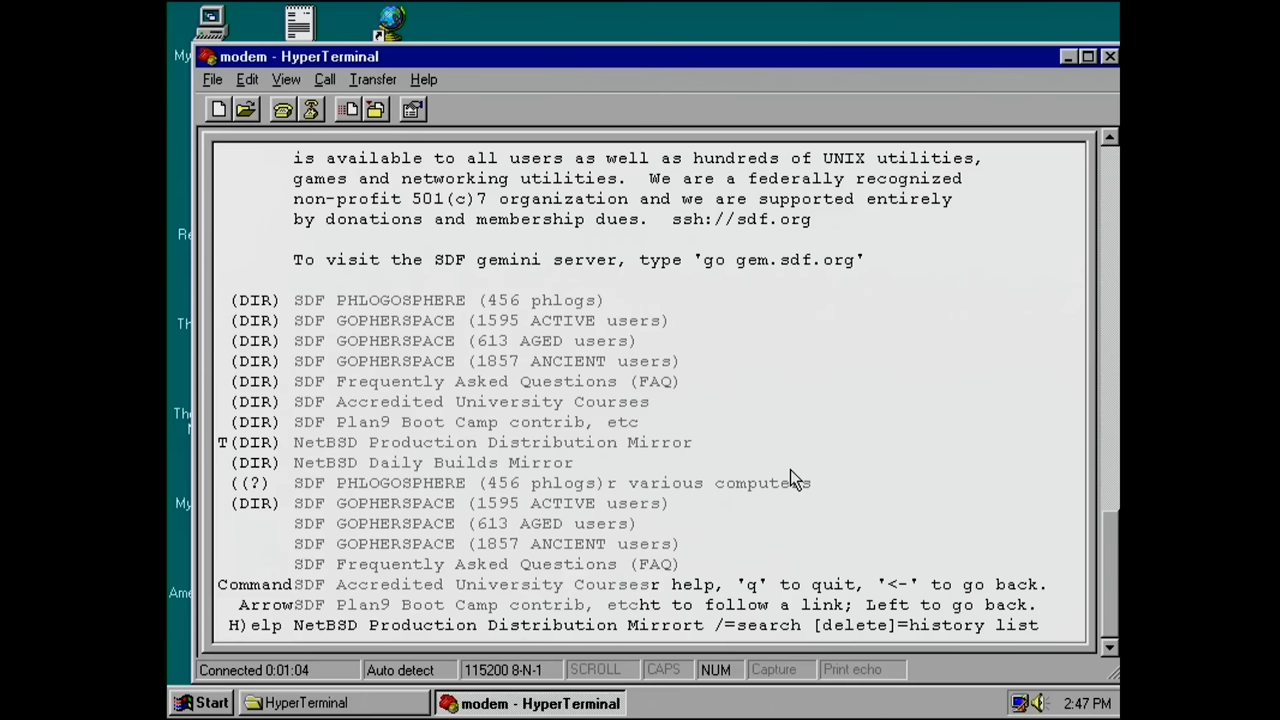 modem - HyperTerminal
File Edit View Call Transfer Help
is available to all users as well as hundreds of UNIX utilities,
games and networking utilities.  We are a federally recognized
non-profit 501(c)7 organization and we are supported entirely
by donations and membership dues.  ssh://sdf.org
To visit the SDF gemini server, type 'go gem.sdf.org'
(DIR) SDF PHLOGOSPHERE (456 phlogs)
(DIR) SDF GOPHERSPACE (1595 ACTIVE users)
(DIR) SDF GOPHERSPACE (613 AGED users)
(DIR) SDF GOPHERSPACE (1857 ANCIENT users)
(DIR) SDF Frequently Asked Questions (FAQ)
(DIR) SDF Accredited University Courses
(DIR) SDF Plan9 Boot Camp contrib, etc
T(DIR) NetBSD Production Distribution Mirror
(DIR) NetBSD Daily Builds Mirror
((?) SDF PHLOGOSPHERE (456 phlogs)r various computers
(DIR) SDF GOPHERSPACE (1595 ACTIVE users)
SDF GOPHERSPACE (613 AGED users)
SDF GOPHERSPACE (1857 ANCIENT users)
SDF Frequently Asked Questions (FAQ)
CommandSDF Accredited University Coursesr help, 'q' to quit, '<-' to go back.
ArrowSDF Plan9 Boot Camp contrib, etcht to follow a link; Left to go back.
H)elp NetBSD Production Distribution Mirrort /=search [delete]=history list
Connected 0:01:04 Auto detect 115200 8-N-1 SCROLL CAPS NUM Capture Print echo
Start HyperTerminal modem - HyperTerminal 2:47 PM
My
Re
Th
The
My
Ame